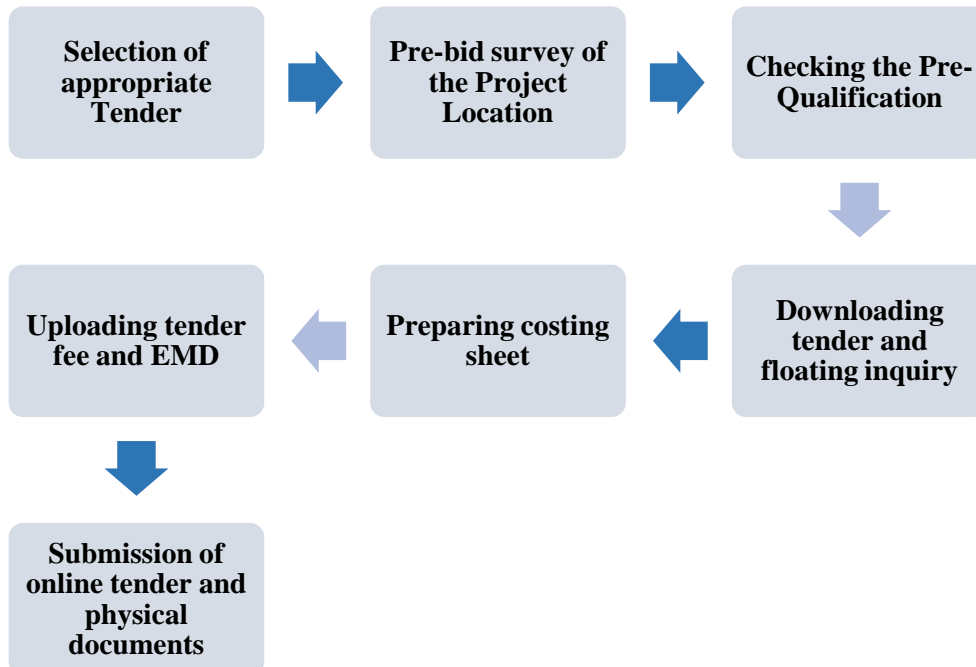 Selection of
appropriate
Tender
Pre-bid survey of
the Project
Location
Checking the Pre-
Qualification
Downloading
tender and
floating inquiry
Preparing costing
sheet
Uploading tender
fee and EMD
Submission of
online tender and
physical
documents